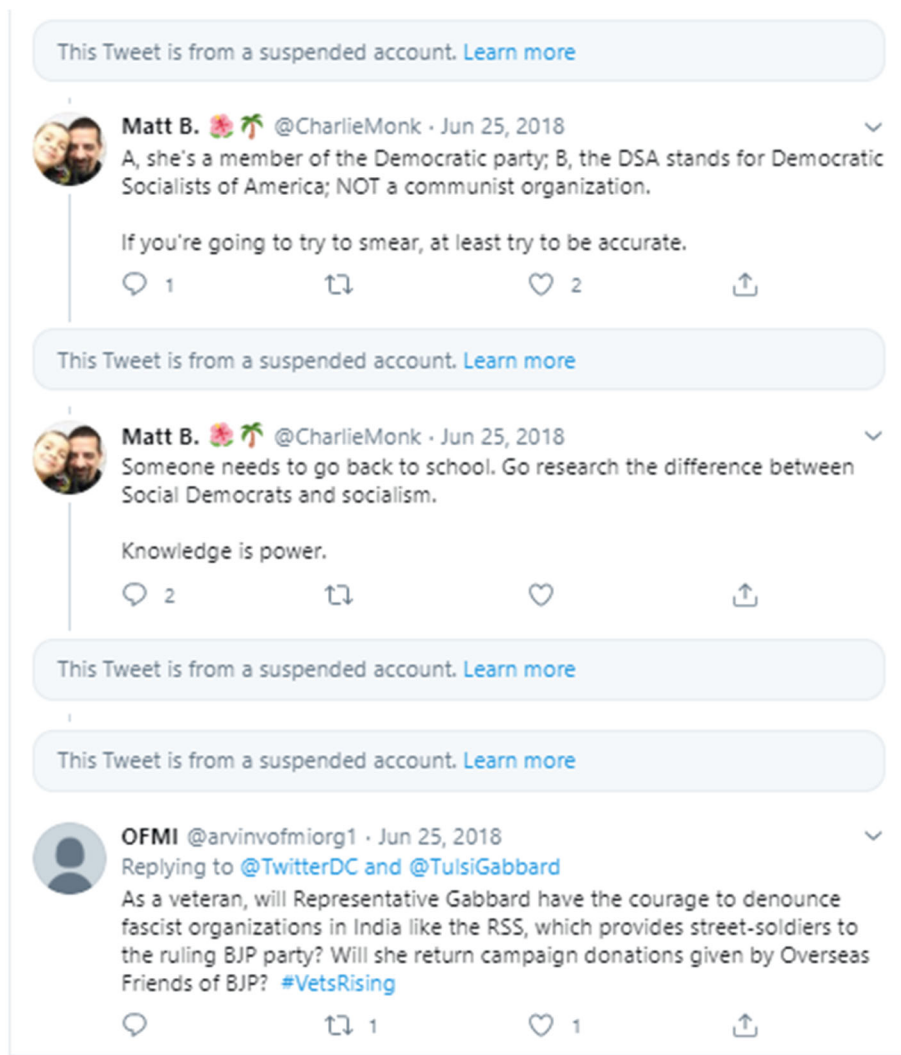 This Tweet is from a suspended account. Learn more
Matt B. 🌺🌴 @CharlieMonk · Jun 25, 2018
A, she's a member of the Democratic party; B, the DSA stands for Democratic
Socialists of America; NOT a communist organization.
If you're going to try to smear, at least try to be accurate.
1 2
This Tweet is from a suspended account. Learn more
Matt B. 🌺🌴 @CharlieMonk · Jun 25, 2018
Someone needs to go back to school. Go research the difference between
Social Democrats and socialism.
Knowledge is power.
2
This Tweet is from a suspended account. Learn more
This Tweet is from a suspended account. Learn more
OFMI @arvinvofmiorg1 · Jun 25, 2018
Replying to @TwitterDC and @TulsiGabbard
As a veteran, will Representative Gabbard have the courage to denounce
fascist organizations in India like the RSS, which provides street-soldiers to
the ruling BJP party? Will she return campaign donations given by Overseas
Friends of BJP? #VetsRising
1 1